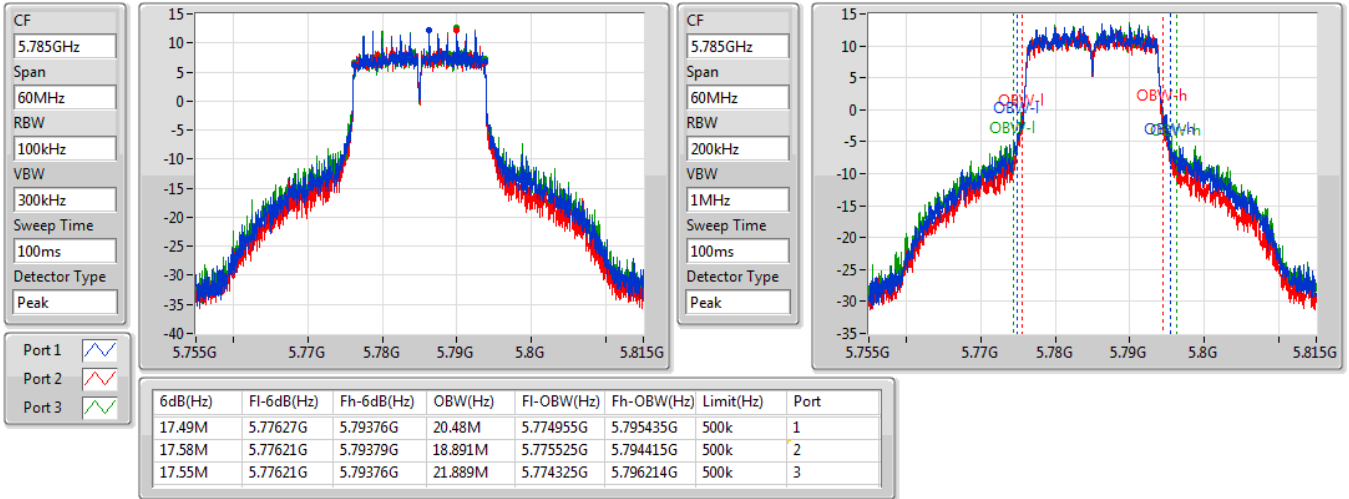 CF
5.785GHz
Span
60MHz
RBW
100kHz
VBW
300kHz
Sweep Time
100ms
Detector Type
Peak
15-
10-
5-
0-
-5-
-10-
-15-
-20-
-25-
-30-
-35-
-40-
5.755G 5.77G 5.78G 5.79G 5.8G 5.815G
CF
5.785GHz
Span
60MHz
RBW
200kHz
VBW
1MHz
Sweep Time
100ms
Detector Type
Peak
15-
10-
5-
0-
-5-
-10-
-15-
-20-
-25-
-30-
-35-
OBW-l
OBW-l
OBW-l
OBW-h
OBW-h
5.755G 5.77G 5.78G 5.79G 5.8G 5.815G
Port 1
Port 2
Port 3
6dB(Hz) Fl-6dB(Hz) Fh-6dB(Hz) OBW(Hz) Fl-OBW(Hz) Fh-OBW(Hz) Limit(Hz) Port
17.49M 5.77627G 5.79376G 20.48M 5.774955G 5.795435G 500k 1
17.58M 5.77621G 5.79379G 18.891M 5.775525G 5.794415G 500k 2
17.55M 5.77621G 5.79376G 21.889M 5.774325G 5.796214G 500k 3